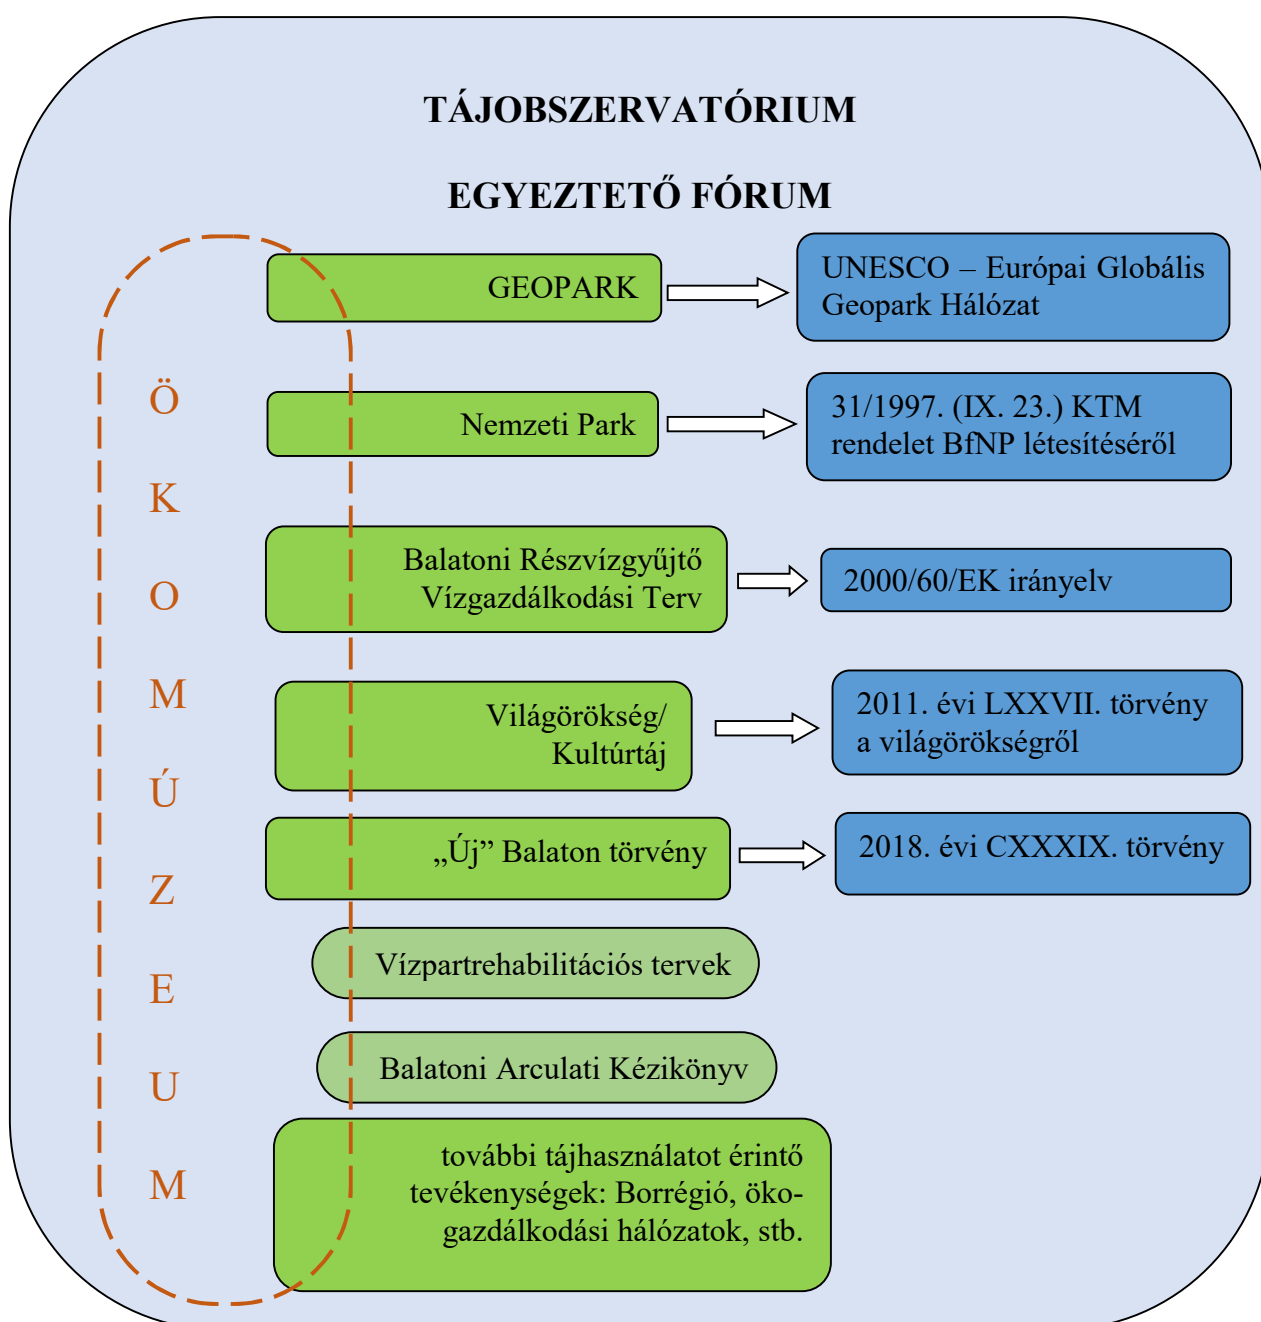 TÁJOBSZERVATÓRIUM
EGYEZTETŐ FÓRUM
ÖKOMÚZEUM
GEOPARK
UNESCO – Európai Globális
Geopark Hálózat
Nemzeti Park
31/1997. (IX. 23.) KTM
rendelet BfNP létesítéséről
Balatoni Részvízgyűjtő
Vízgazdálkodási Terv
2000/60/EK irányelv
Világörökség/
Kultúrtáj
2011. évi LXXVII. törvény
a világörökségről
„Új” Balaton törvény
2018. évi CXXXIX. törvény
Vízpartrehabilitációs tervek
Balatoni Arculati Kézikönyv
további tájhasználatot érintő
tevékenységek: Borrégió, öko-
gazdálkodási hálózatok, stb.